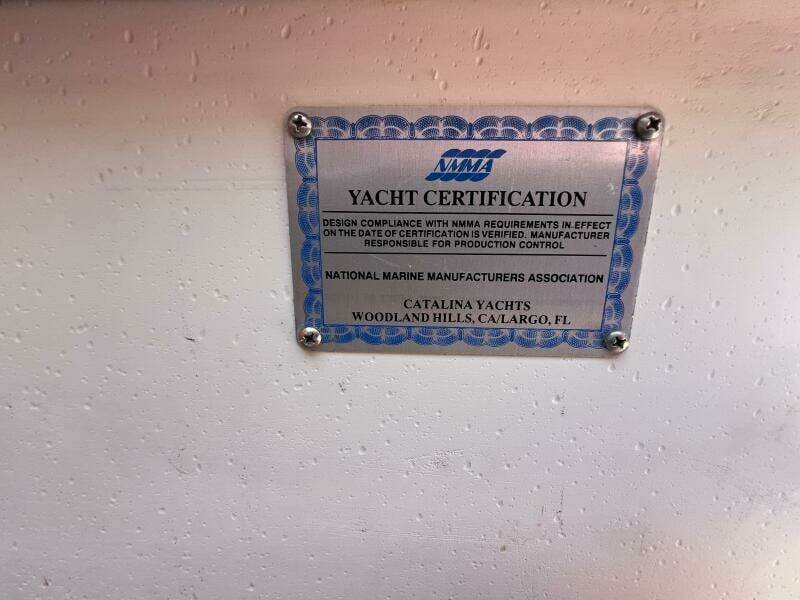 NMMA
YACHT CERTIFICATION
DESIGN COMPLIANCE WITH NMMA REQUIREMENTS IN EFFECT
ON THE DATE OF CERTIFICATION IS VERIFIED. MANUFACTURER
RESPONSIBLE FOR PRODUCTION CONTROL
NATIONAL MARINE MANUFACTURERS ASSOCIATION
CATALINA YACHTS
WOODLAND HILLS, CA/LARGO, FL